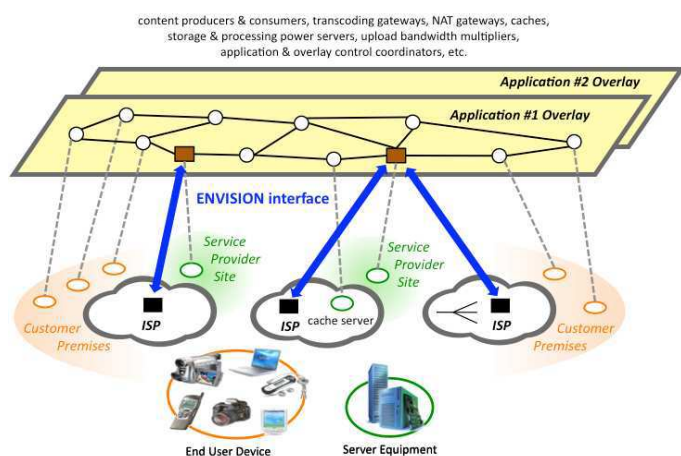 content producers & consumers, transcoding gateways, NAT gateways, caches,
storage & processing power servers, upload bandwidth multipliers,
application & overlay control coordinators, etc.
Application #2 Overlay
Application #1 Overlay
ENVISION interface
Service
Provider
Site
Service
Provider
Site
ISP
ISP
cache server
ISP
Customer
Premises
Customer
Premises
End User Device
Server Equipment